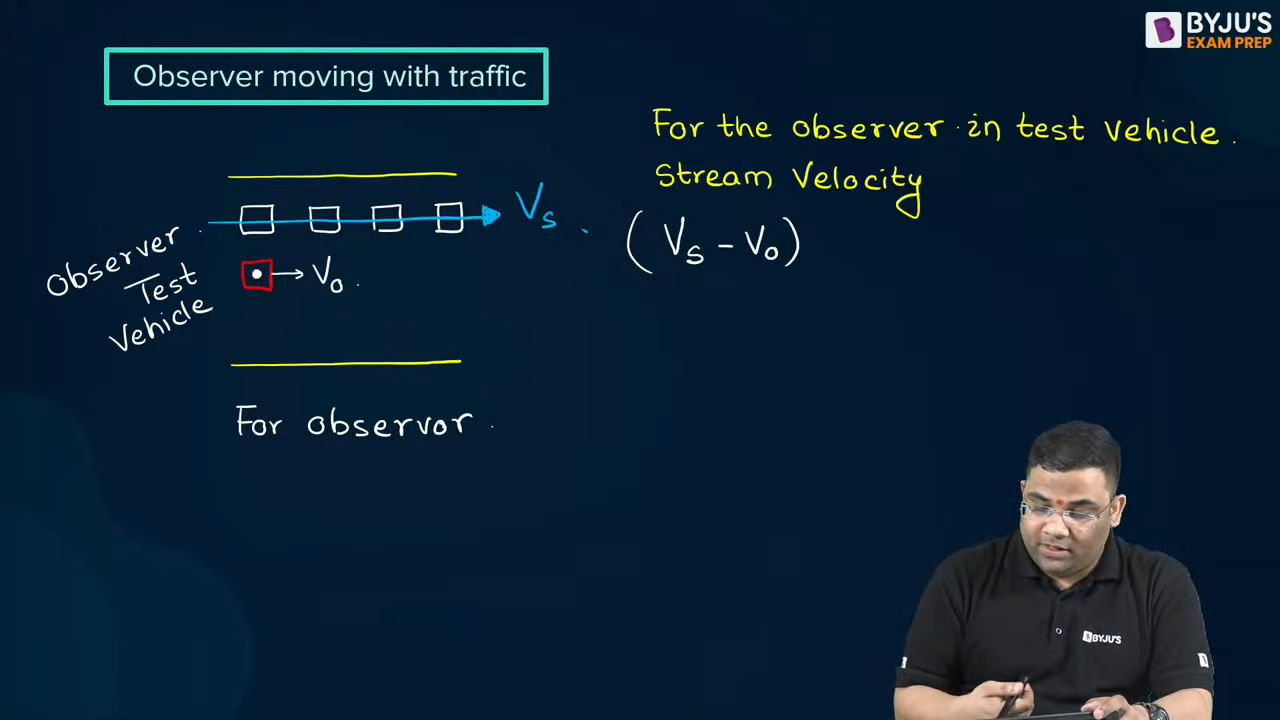 BYJU'S
EXAM PREP
Observer moving with traffic
For the observer in test vehicle.
Stream Velocity
(Vs - Vo)
Vs
Observer
Test
Vehicle
Vo
For observor
BYJU'S